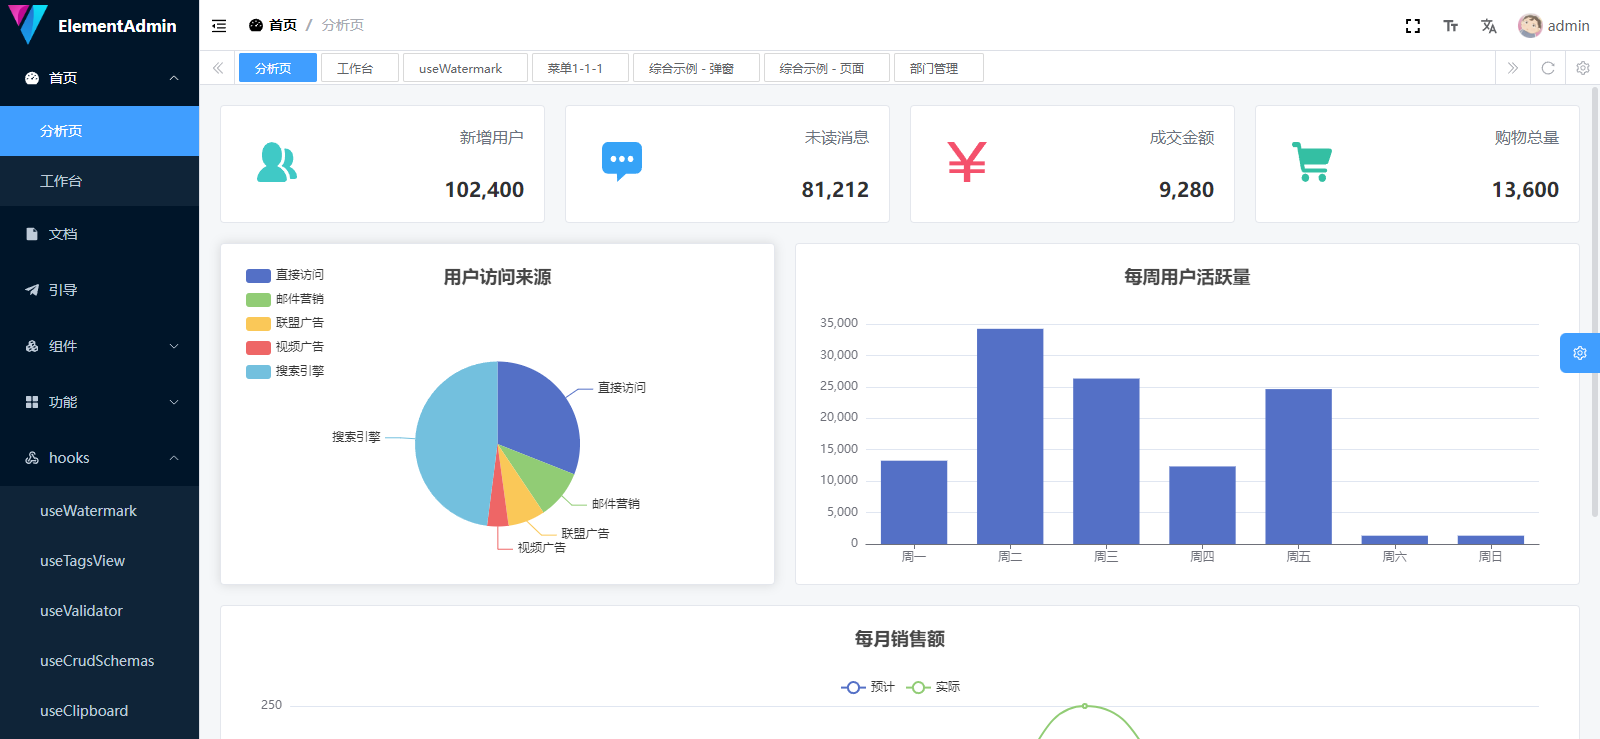 ElementAdmin
首页
分析页
工作台
文档
引导
组件
功能
hooks
useWatermark
useTagsView
useValidator
useCrudSchemas
useClipboard
首页 / 分析页
admin
分析页
工作台
useWatermark
菜单1-1-1
综合示例 - 弹窗
综合示例 - 页面
部门管理
新增用户
102,400
未读消息
81,212
成交金额
9,280
购物总量
13,600
用户访问来源
直接访问
邮件营销
联盟广告
视频广告
搜索引擎
直接访问
搜索引擎
邮件营销
联盟广告
视频广告
每周用户活跃量
35,000
30,000
25,000
20,000
15,000
10,000
5,000
0
周一
周二
周三
周四
周五
周六
周日
每月销售额
预计
实际
250